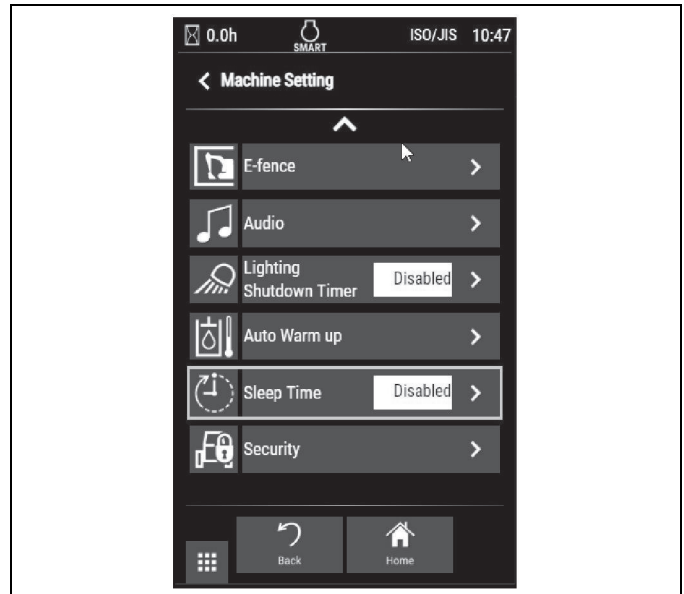 0.0h SMART ISO/JIS 10:47
Machine Setting
E-fence
Audio
Lighting
Shutdown Timer Disabled
Auto Warm up
Sleep Time Disabled
Security
Back Home